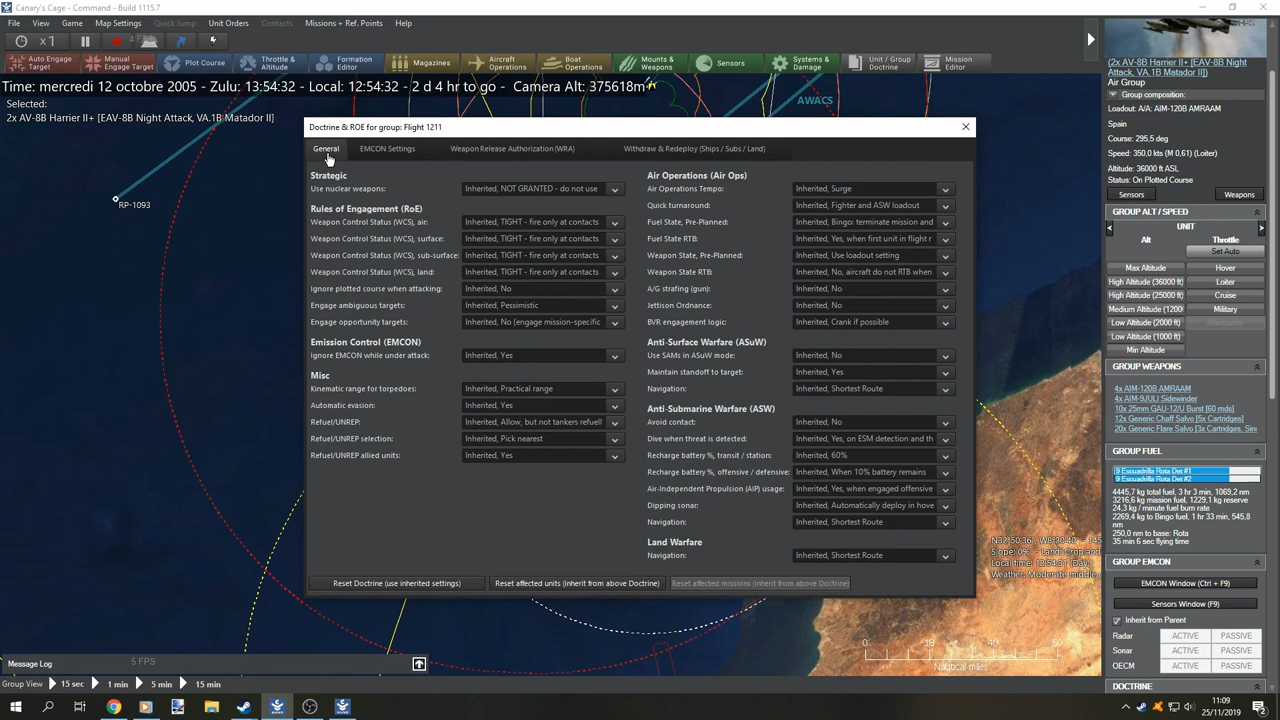 Canary's Cage - Command - Build 1115.7
File View Game Map Settings Quick Jump Unit Orders Contacts Missions + Ref. Points Help
x1
4 FPS
Auto Engage Target
Manual Engage Target
Plot Course
Throttle & Altitude
Formation Editor
Magazines
Aircraft Operations
Boat Operations
Mounts & Weapons
Sensors
Systems & Damage
Unit / Group Doctrine
Mission Editor
Time: mercredi 12 octobre 2005 - Zulu: 13:54:32 - Local: 12:54:32 - 2 d 4 hr to go - Camera Alt: 375618m
Selected:
2x AV-8B Harrier II+ [EAV-8B Night Attack, VA.1B Matador II]
AWACS
RP-1093
Doctrine & ROE for group: Flight 1211
General EMCON Settings Weapon Release Authorization (WRA) Withdraw & Redeploy (Ships / Subs / Land)
Strategic
Use nuclear weapons: Inherited, NOT GRANTED - do not use
Rules of Engagement (RoE)
Weapon Control Status (WCS), air: Inherited, TIGHT - fire only at contacts
Weapon Control Status (WCS), surface: Inherited, TIGHT - fire only at contacts
Weapon Control Status (WCS), sub-surface: Inherited, TIGHT - fire only at contacts
Weapon Control Status (WCS), land: Inherited, TIGHT - fire only at contacts
Ignore plotted course when attacking: Inherited, No
Engage ambiguous targets: Inherited, Pessimistic
Engage opportunity targets: Inherited, No (engage mission-specific
Emission Control (EMCON)
Ignore EMCON while under attack: Inherited, Yes
Misc
Kinematic range for torpedoes: Inherited, Practical range
Automatic evasion: Inherited, Yes
Refuel/UNREP: Inherited, Allow, but not tankers refuell
Refuel/UNREP selection: Inherited, Pick nearest
Refuel/UNREP allied units: Inherited, Yes
Air Operations (Air Ops)
Air Operations Tempo: Inherited, Surge
Quick turnaround: Inherited, Fighter and ASW loadout
Fuel State, Pre-Planned: Inherited, Bingo: terminate mission and
Fuel State RTB: Inherited, Yes, when first unit in flight r
Weapon State, Pre-Planned: Inherited, Use loadout setting
Weapon State RTB: Inherited, No, aircraft do not RTB when
A/G strafing (gun): Inherited, No
Jettison Ordnance: Inherited, No
BVR engagement logic: Inherited, Crank if possible
Anti-Surface Warfare (ASuW)
Use SAMs in ASuW mode: Inherited, No
Maintain standoff to target: Inherited, Yes
Navigation: Inherited, Shortest Route
Anti-Submarine Warfare (ASW)
Avoid contact: Inherited, No
Dive when threat is detected: Inherited, Yes, on ESM detection and th
Recharge battery %, transit / station: Inherited, 60%
Recharge battery %, offensive / defensive: Inherited, When 10% battery remains
Air-Independent Propulsion (AIP) usage: Inherited, Yes, when engaged offensive
Dipping sonar: Inherited, Automatically deploy in hove
Navigation: Inherited, Shortest Route
Land Warfare
Navigation: Inherited, Shortest Route
Reset Doctrine (use inherited settings)
Reset affected units (inherit from above Doctrine)
Reset affected missions (inherit from above Doctrine)
Slope: 0% - Land: Cropland
Local time: 12:54:31 (Day)
Weather: Moderate middle c
0 50
Nautical miles
(2x AV-8B Harrier II+ [EAV-8B Night
Attack, VA.1B Matador II])
Air Group
Group composition:
Loadout: A/A: AIM-120B AMRAAM
Spain
Course: 295,5 deg
Speed: 350,0 kts (M 0,61) (Loiter)
Altitude: 36000 ft ASL
Status: On Plotted Course
Sensors Weapons
GROUP ALT / SPEED
UNIT
Alt Throttle
Set Auto
Max Altitude Hover
High Altitude (36000 ft) Loiter
High Altitude (25000 ft) Cruise
Medium Altitude (1200 Military
Low Altitude (2000 ft) Afterburner
Low Altitude (1000 ft)
Min Altitude
GROUP WEAPONS
4x AIM-120B AMRAAM
4x AIM-9JULI Sidewinder
10x 25mm GAU-12/U Burst [60 rnds]
12x Generic Chaff Salvo [5x Cartridges]
20x Generic Flare Salvo [3x Cartridges, Sin
GROUP FUEL
9 Escuadrilla Rota Det #1
9 Escuadrilla Rota Det #2
4445,7 kg total fuel, 3 hr 3 min, 1069,2 nm
3216,6 kg mission fuel, 1229,1 kg reserve
24,3 kg / minute fuel burn rate
2269,4 kg to Bingo fuel, 1 hr 33 min, 545,8
nm
250,0 nm to base: Rota
35 min 6 sec flying time
GROUP EMCON
EMCON Window (Ctrl + F9)
Sensors Window (F9)
Inherit from Parent
Radar ACTIVE PASSIVE
Sonar ACTIVE PASSIVE
OECM ACTIVE PASSIVE
DOCTRINE
Message Log
5 FPS
Group View 15 sec 1 min 5 min 15 min
11:09
25/11/2019
2